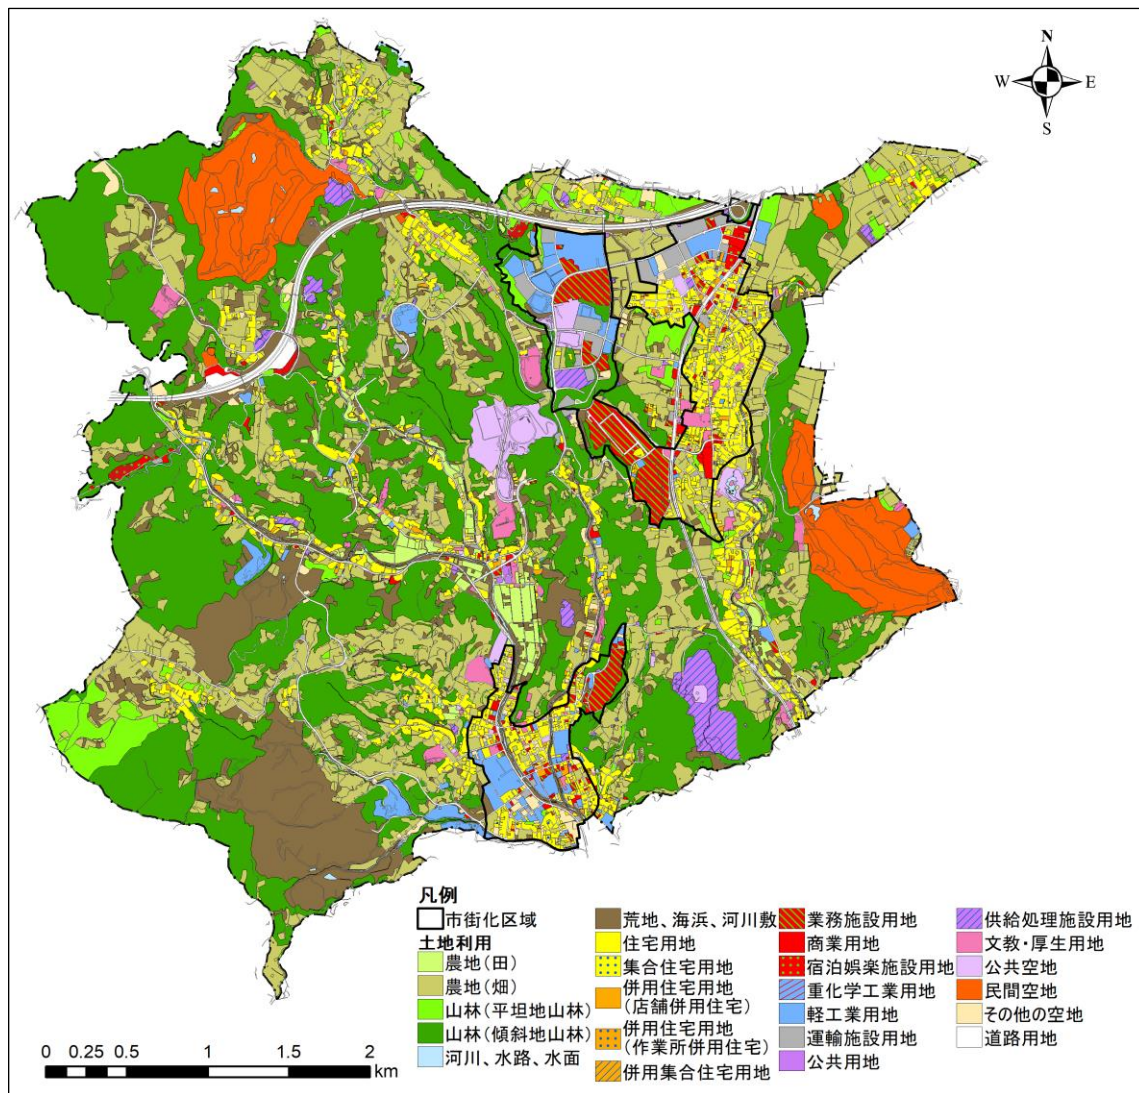 N
W
E
S
凡例
市街化区域
土地利用
農地(田)
農地(畑)
山林(平坦地山林)
山林(傾斜地山林)
河川、水路、水面
荒地、海浜、河川敷
住宅用地
集合住宅用地
併用住宅用地
(店舗併用住宅)
併用住宅用地
(作業所併用住宅)
併用集合住宅用地
業務施設用地
商業用地
宿泊娯楽施設用地
重化学工業用地
軽工業用地
運輸施設用地
公共用地
供給処理施設用地
文教・厚生用地
公共空地
民間空地
その他の空地
道路用地
0 0.25 0.5 1 1.5 2
km